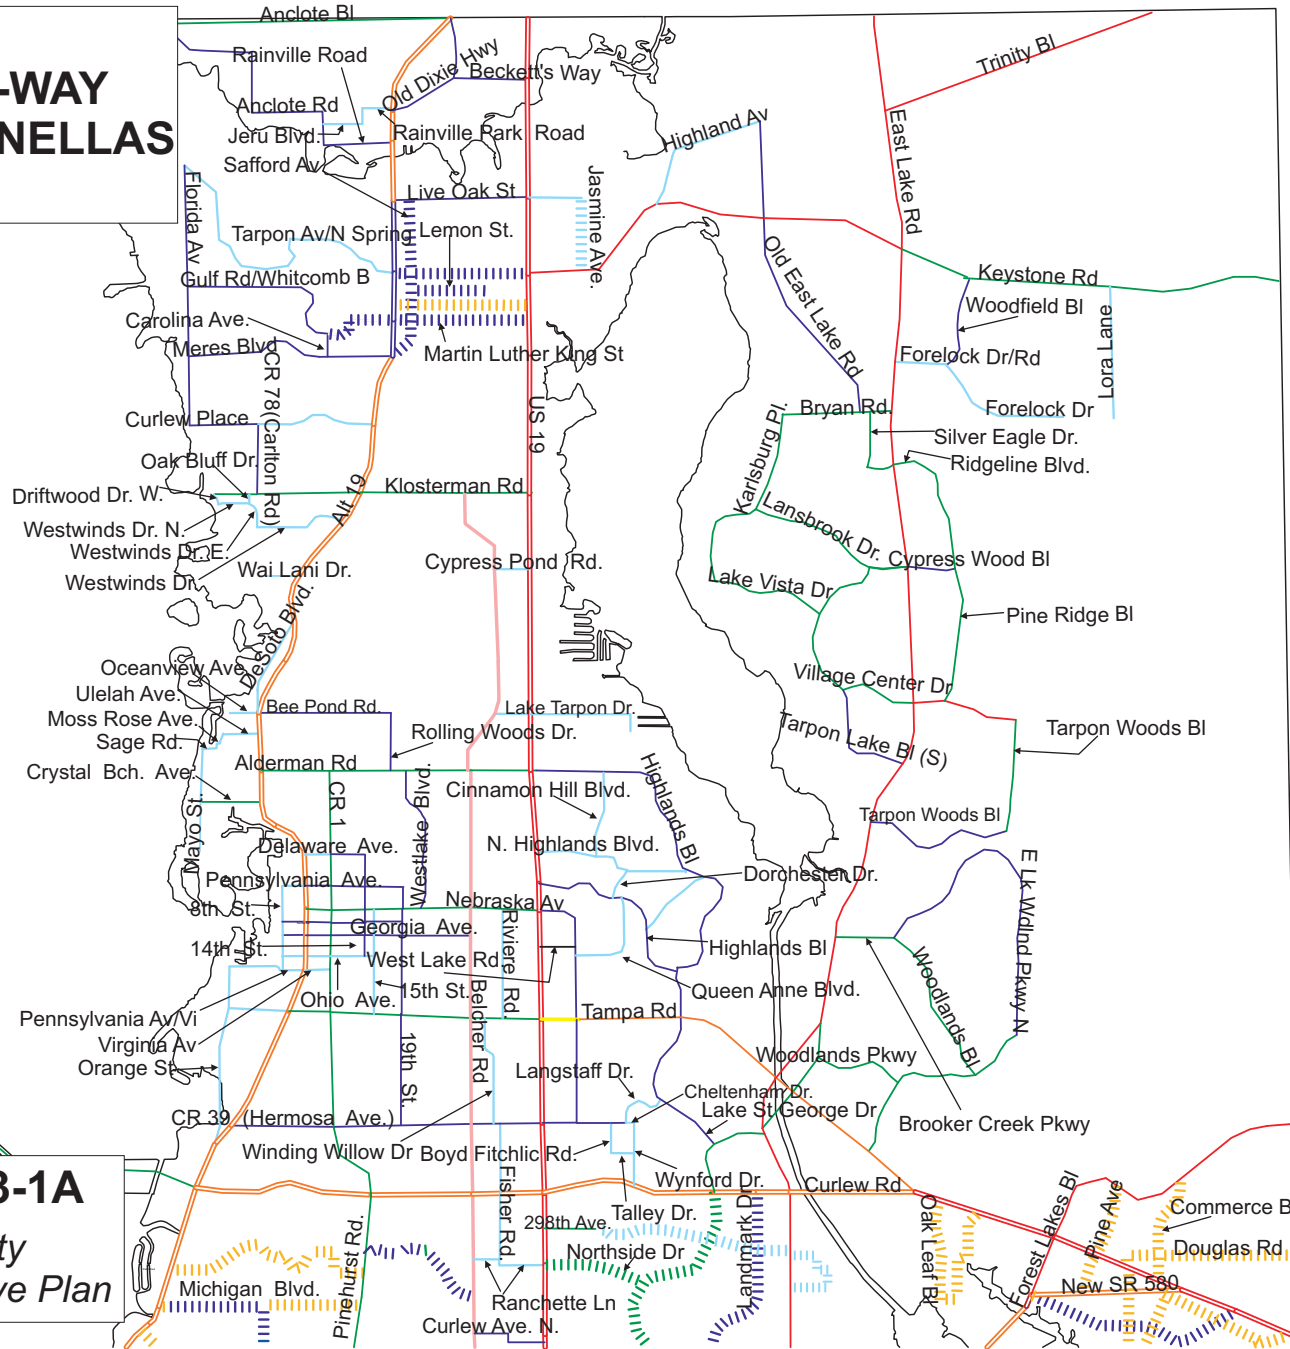 -WAY
NELLAS
Anclote Bl
Rainville Road
Old Dixie Hwy
Beckett's Way
Trinity Bl
Anclote Rd
Jeru Blvd.
Rainville Park Road
Highland Av
East Lake Rd
Safford Av
Florida Av
Live Oak St
Jasmine Ave.
Tarpon Av/N Spring
Lemon St.
Old East Lake Rd
Keystone Rd
Gulf Rd/Whitcomb B
Woodfield Bl
Lora Lane
Carolina Ave.
Meres Blvd
Martin Luther King St
Forelock Dr/Rd
CR 78(Carlton Rd)
US 19
Curlew Place
Karlsburg Pl.
Bryan Rd.
Forelock Dr
Silver Eagle Dr.
Oak Bluff Dr.
Ridgeline Blvd.
Driftwood Dr. W.
Alt 19
Klosterman Rd
Westwinds Dr. N.
Lansbrook Dr.
Westwinds Dr. E.
Cypress Pond Rd.
Cypress Wood Bl
Westwinds Dr.
Wai Lani Dr.
Lake Vista Dr
Pine Ridge Bl
DeSoto Blvd.
Oceanview Ave.
Village Center Dr
Ulelah Ave.
Bee Pond Rd.
Lake Tarpon Dr.
Moss Rose Ave.
Rolling Woods Dr.
Tarpon Lake Bl (S)
Tarpon Woods Bl
Sage Rd.
Alderman Rd
Crystal Bch. Ave.
CR 1
Westlake Blvd.
Cinnamon Hill Blvd.
Highlands Bl
Mayo St.
Tarpon Woods Bl
Delaware Ave.
N. Highlands Blvd.
E Lk Wdlnd Pkwy N
Pennsylvania Ave.
Dorchester Dr.
8th St.
Nebraska Av
Georgia Ave.
Riviere Rd.
14th St.
West Lake Rd.
Highlands Bl
Woodlands Bl
Ohio Ave.
15th St.
Belcher Rd
Queen Anne Blvd.
Pennsylvania Av/Vi
Tampa Rd
Virginia Av
19th St.
Woodlands Pkwy
Orange St
Langstaff Dr.
Cheltenham Dr.
Lake St George Dr
CR 39 (Hermosa Ave.)
Brooker Creek Pkwy
Winding Willow Dr
Boyd Fitchlic Rd.
3-1A
Fisher Rd.
Wynford Dr.
Curlew Rd
Landmark Dr
Oak Leaf Bl
Forest Lakes Bl
Pine Ave
Commerce B
298th Ave.
Talley Dr.
ty
Pinehurst Rd.
Northside Dr
Douglas Rd
ve Plan
Michigan Blvd.
New SR 580
Ranchette Ln
Curlew Ave. N.